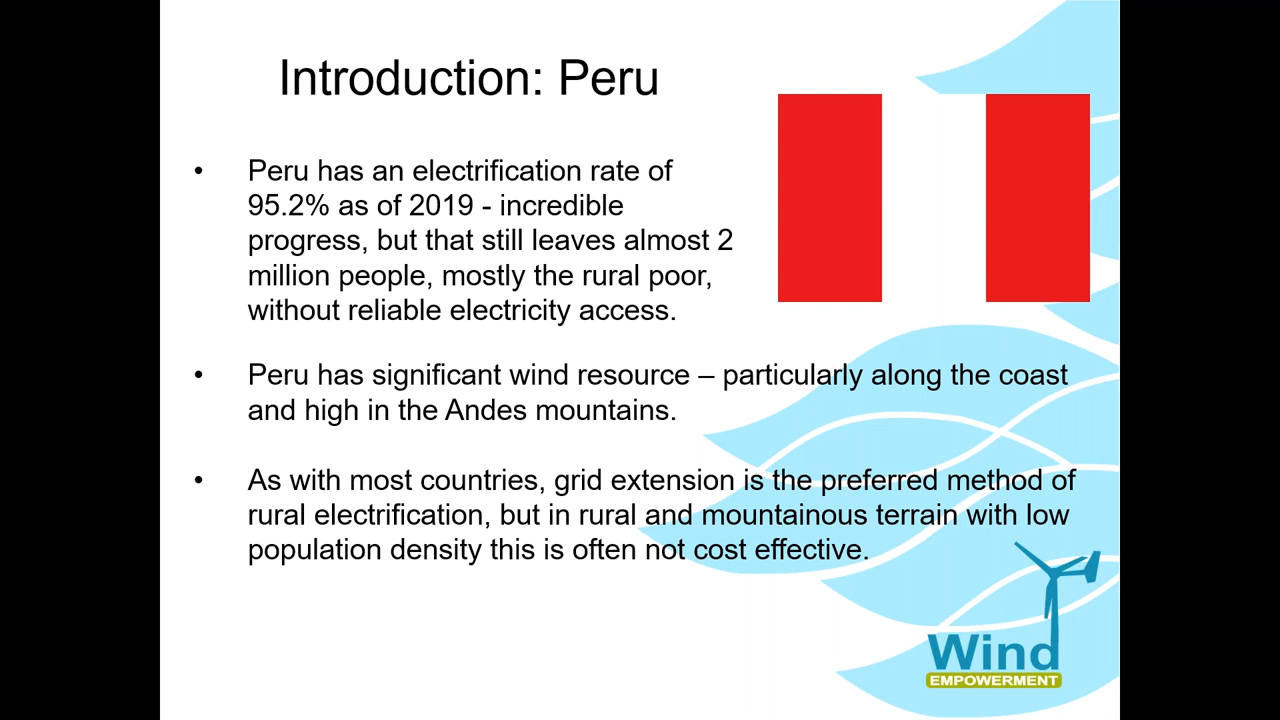 Introduction: Peru
• Peru has an electrification rate of
95.2% as of 2019 - incredible
progress, but that still leaves almost 2
million people, mostly the rural poor,
without reliable electricity access.
• Peru has significant wind resource – particularly along the coast
and high in the Andes mountains.
• As with most countries, grid extension is the preferred method of
rural electrification, but in rural and mountainous terrain with low
population density this is often not cost effective.
Wind
EMPOWERMENT